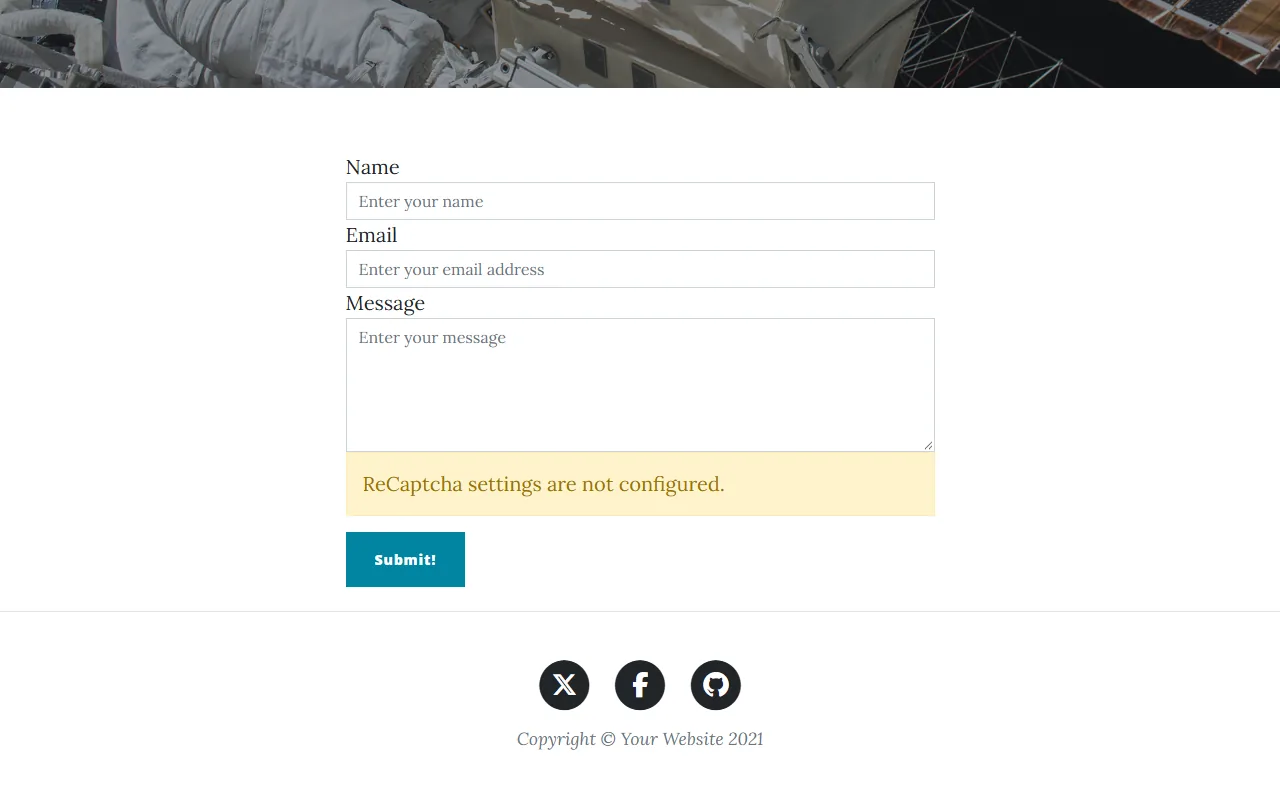 Name
Enter your name
Email
Enter your email address
Message
Enter your message
ReCaptcha settings are not configured.
Submit!
Copyright © Your Website 2021